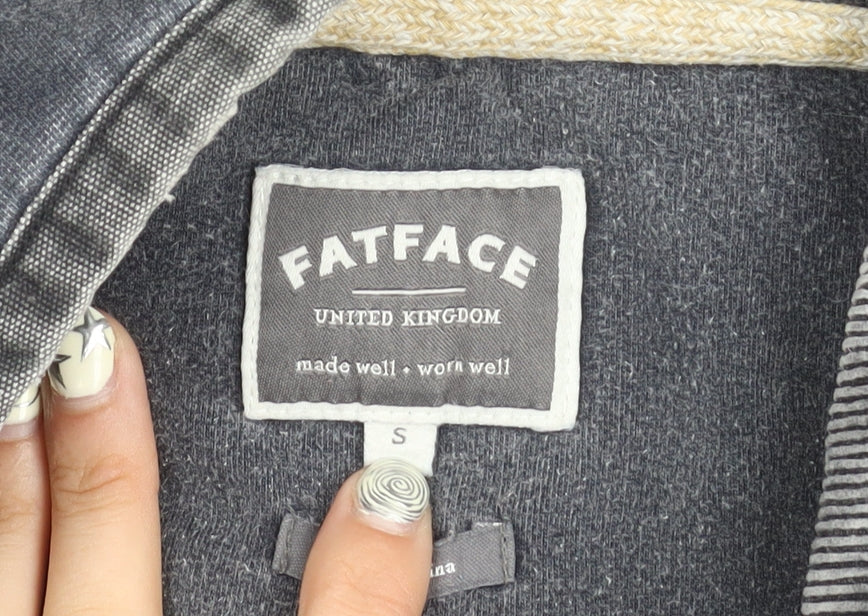 FATFACE
UNITED KINGDOM
made well • worn well
S